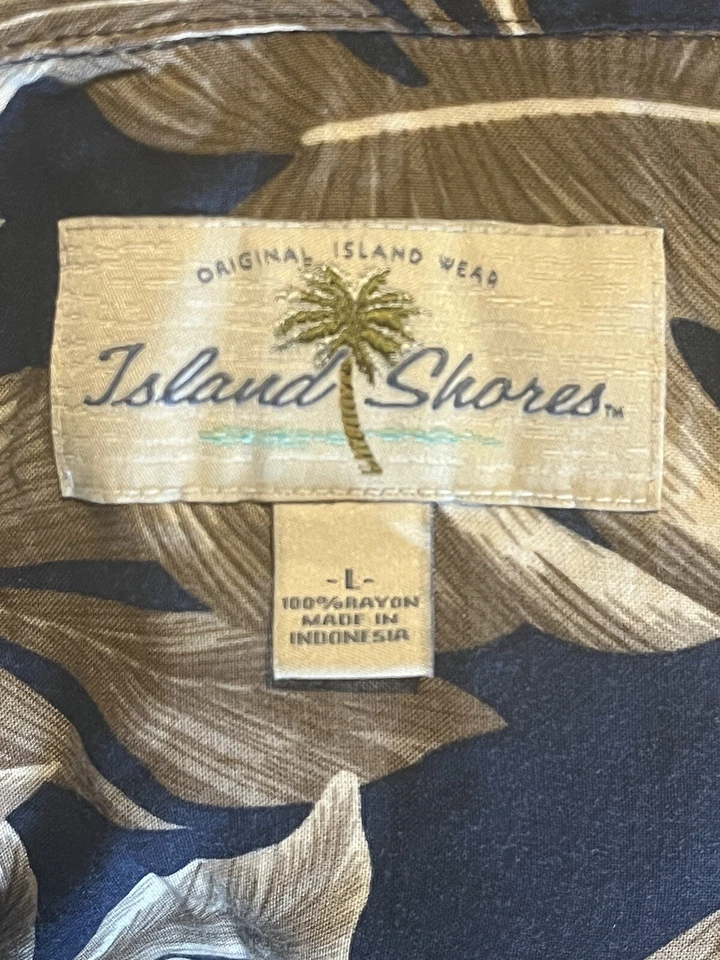 ORIGINAL ISLAND WEAR
Island Shores™
-L-
100%RAYON
MADE IN
INDONESIA